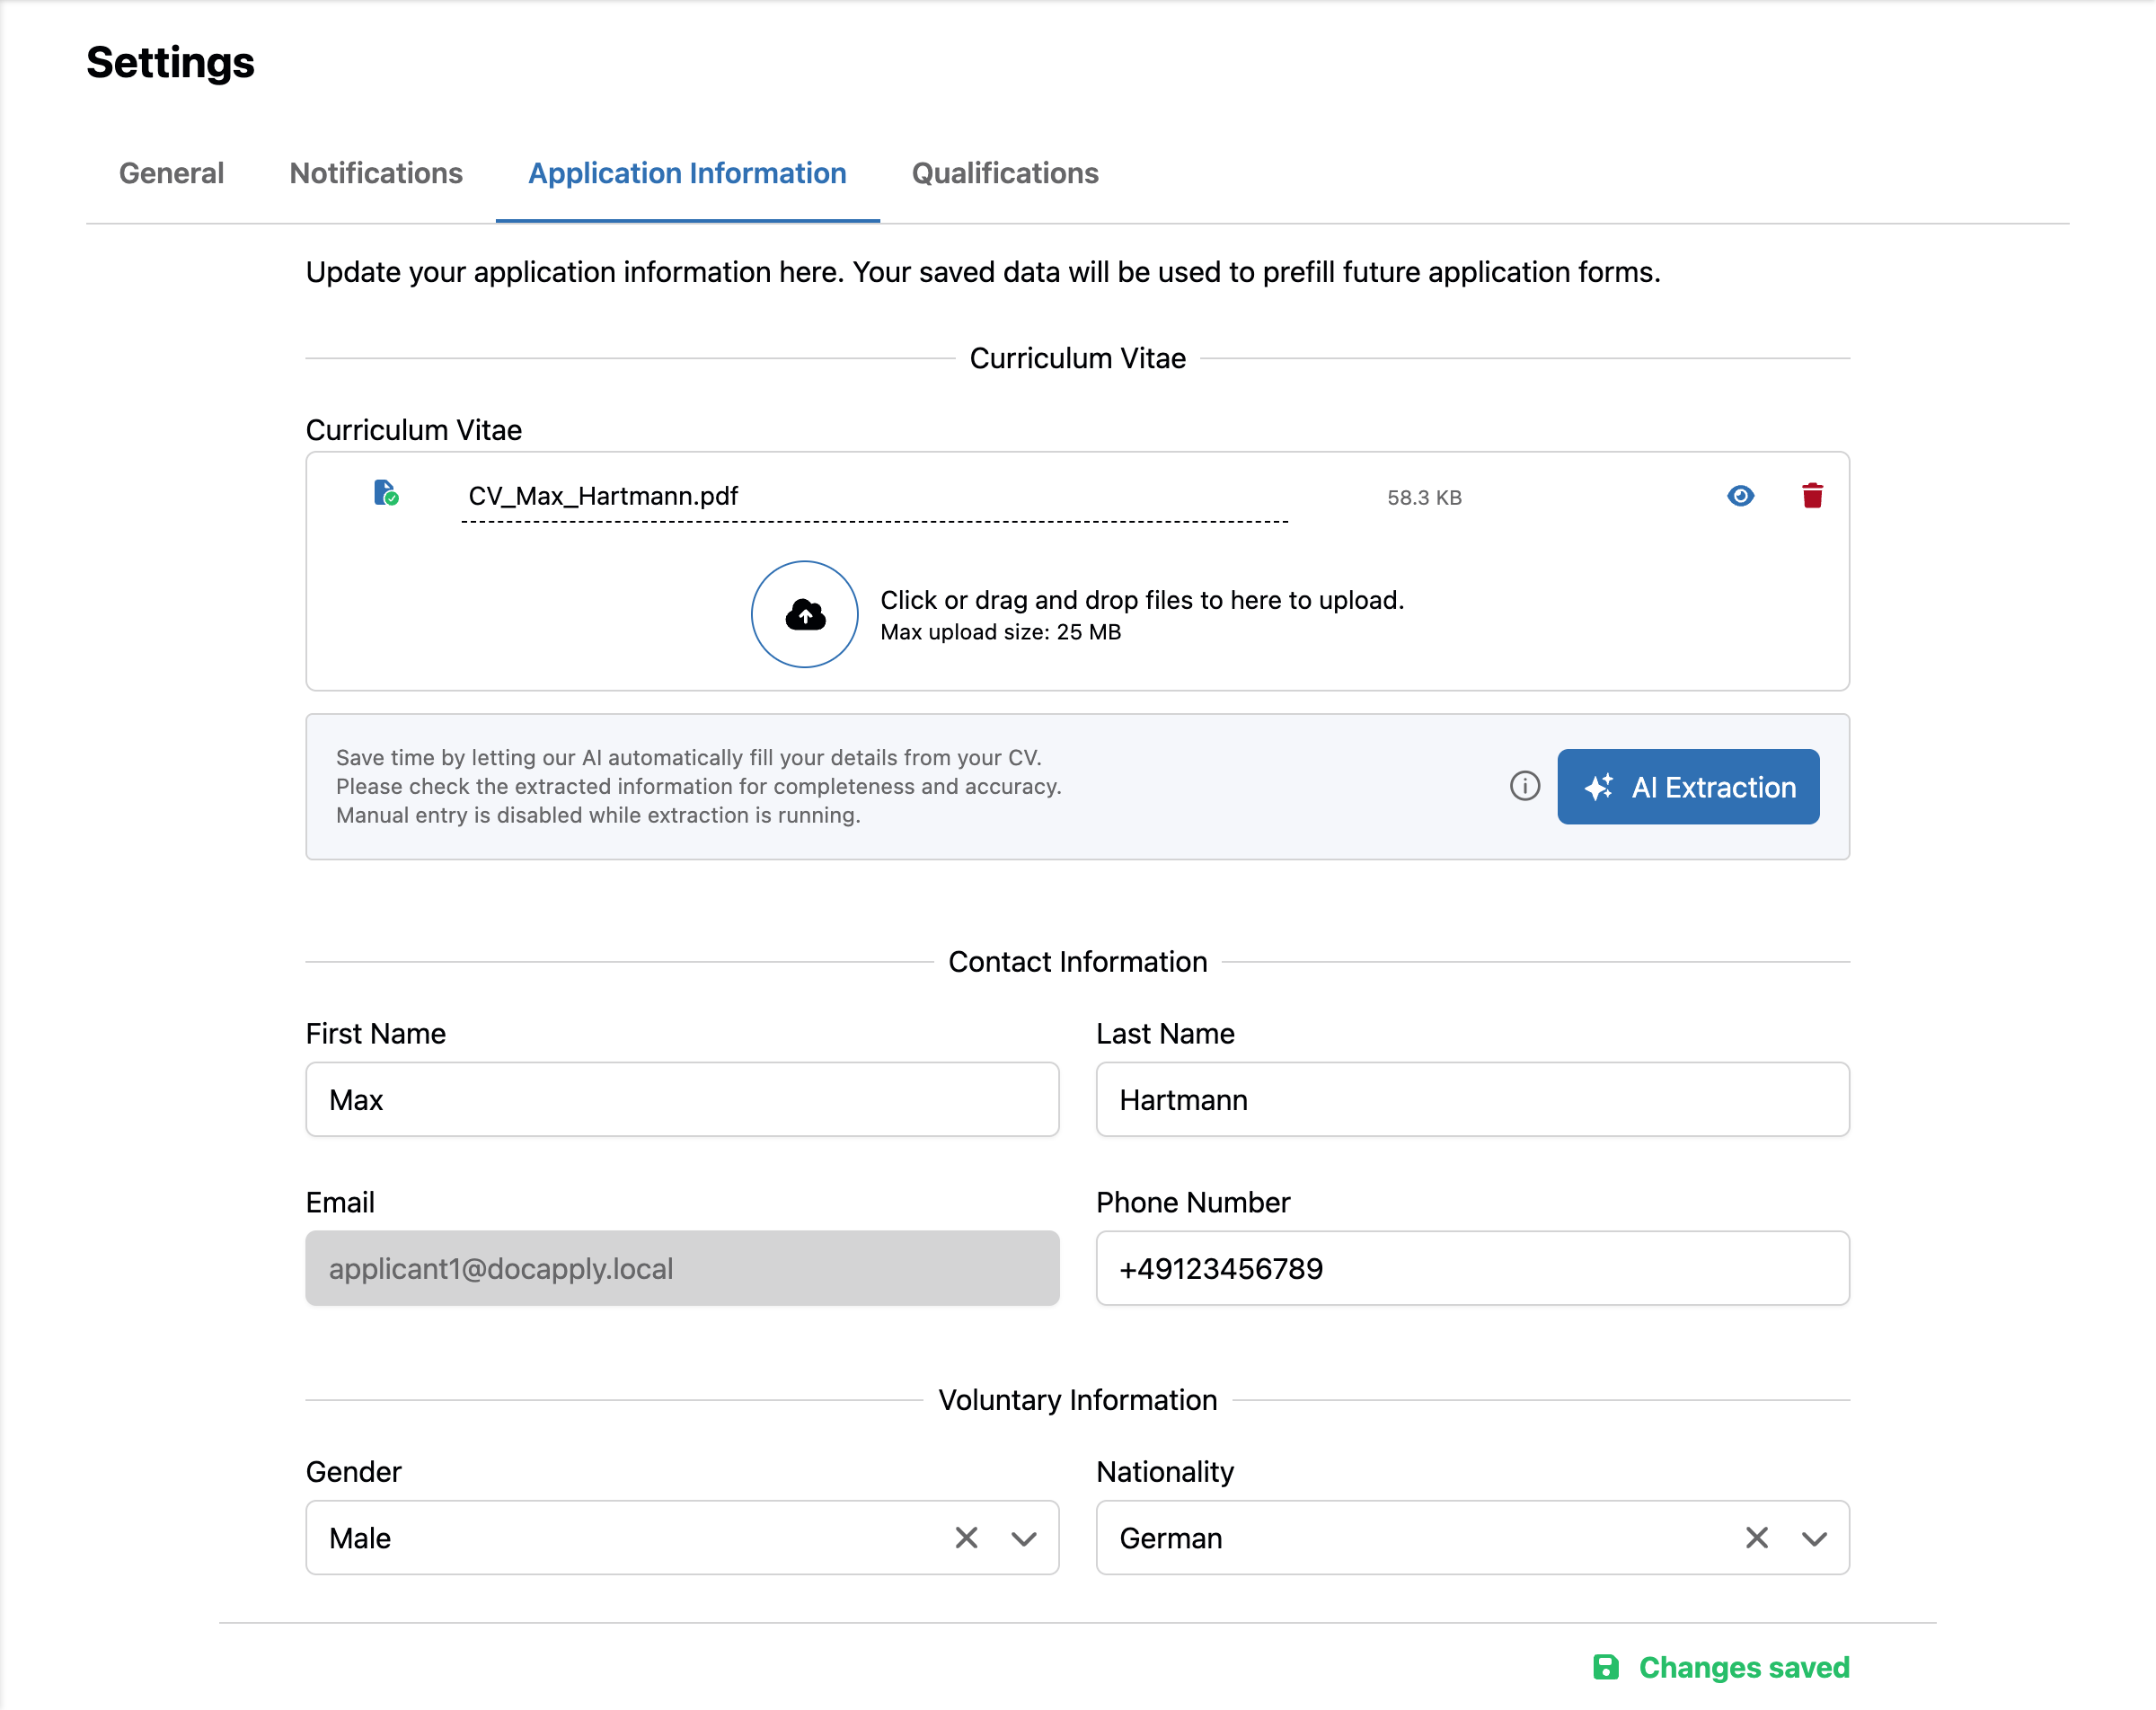 Settings
General Notifications Application Information Qualifications
Update your application information here. Your saved data will be used to prefill future application forms.
Curriculum Vitae
Curriculum Vitae
CV_Max_Hartmann.pdf 58.3 KB
Click or drag and drop files to here to upload.
Max upload size: 25 MB
Save time by letting our AI automatically fill your details from your CV.
Please check the extracted information for completeness and accuracy.
Manual entry is disabled while extraction is running.
AI Extraction
Contact Information
First Name Last Name
Max Hartmann
Email Phone Number
applicant1@docapply.local +49123456789
Voluntary Information
Gender Nationality
Male German
Changes saved